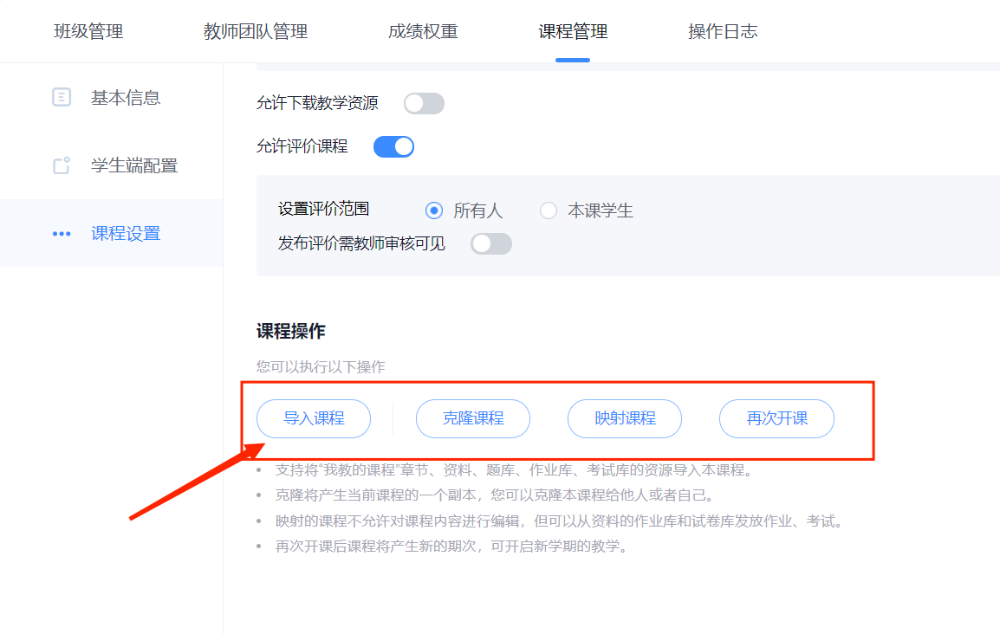 班级管理 教师团队管理 成绩权重 课程管理 操作日志
基本信息
学生端配置
课程设置
允许下载教学资源
允许评价课程
设置评价范围 所有人 本课学生
发布评价需教师审核可见
课程操作
您可以执行以下操作
导入课程 克隆课程 映射课程 再次开课
• 支持将“我教的课程”章节、资料、题库、作业库、考试库的资源导入本课程。
• 克隆将产生当前课程的一个副本，您可以克隆本课程给他人或者自己。
• 映射的课程不允许对课程内容进行编辑，但可以从资料的作业库和试卷库发放作业、考试。
• 再次开课后课程将产生新的期次，可开启新学期的教学。